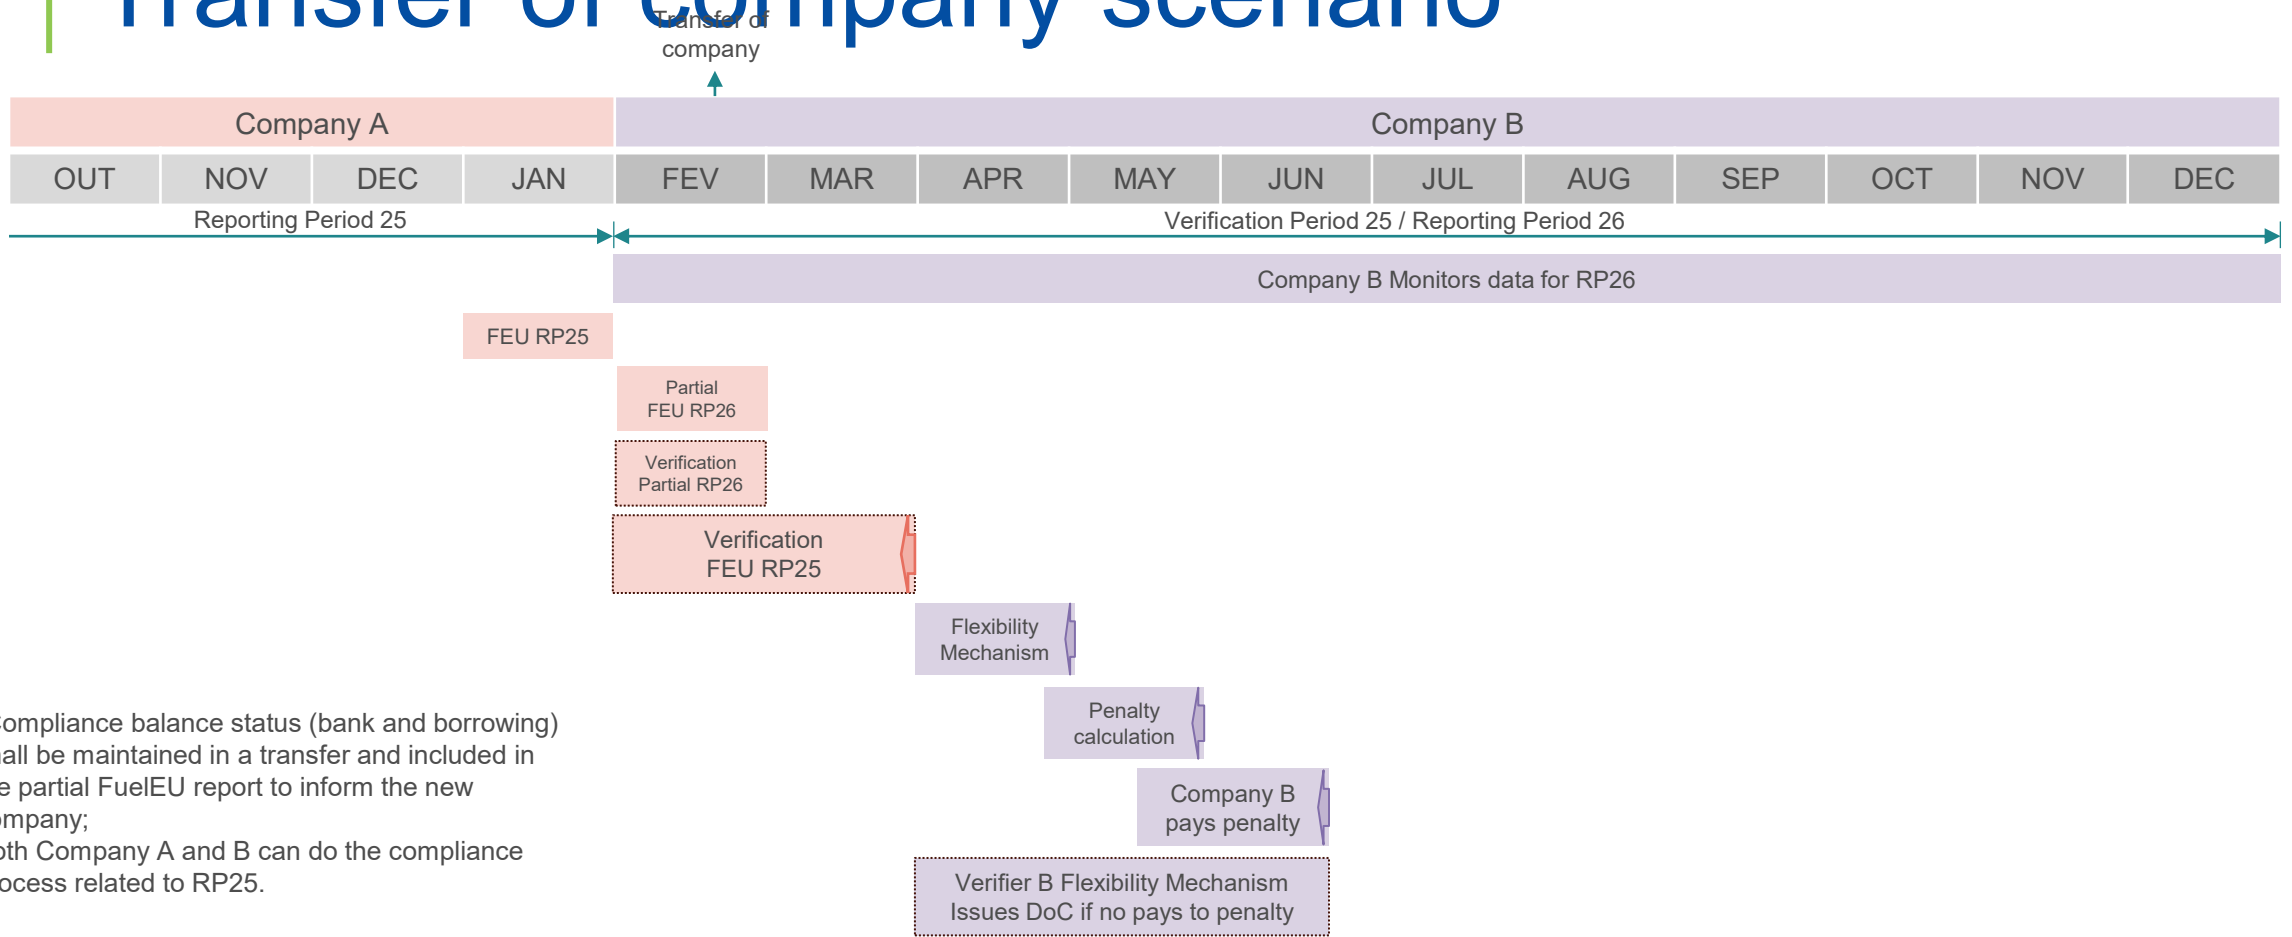 Transfer of company scenario
Transfer of
company
Company A
Company B
OUT
NOV
DEC
JAN
FEV
MAR
APR
MAY
JUN
JUL
AUG
SEP
OCT
NOV
DEC
Reporting Period 25
Verification Period 25 / Reporting Period 26
Company B Monitors data for RP26
FEU RP25
Partial
FEU RP26
Verification
Partial RP26
Verification
FEU RP25
Flexibility
Mechanism
Penalty
calculation
Company B
pays penalty
Verifier B Flexibility Mechanism
Issues DoC if no pays to penalty
ompliance balance status (bank and borrowing)
all be maintained in a transfer and included in
e partial FuelEU report to inform the new
mpany;
oth Company A and B can do the compliance
ocess related to RP25.